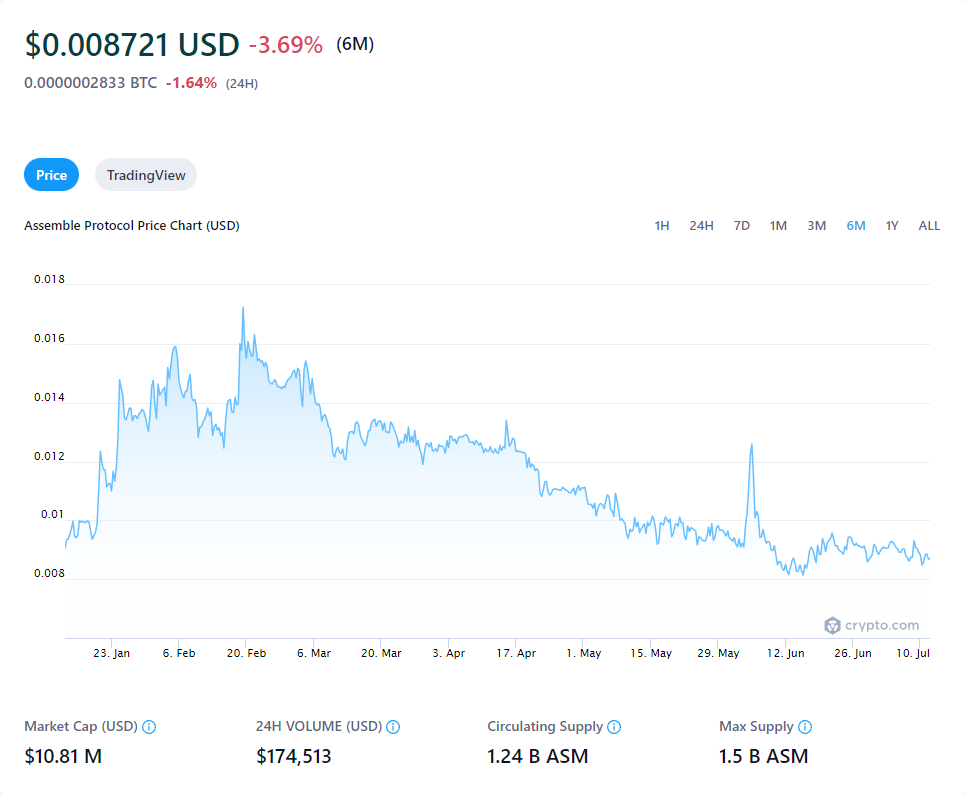 $0.008721 USD -3.69% (6M)
0.0000002833 BTC -1.64% (24H)
Price TradingView
Assemble Protocol Price Chart (USD) 1H 24H 7D 1M 3M 6M 1Y ALL
0.018
0.016
0.014
0.012
0.01
0.008
crypto.com
23. Jan 6. Feb 20. Feb 6. Mar 20. Mar 3. Apr 17. Apr 1. May 15. May 29. May 12. Jun 26. Jun 10. Jul
Market Cap (USD) 24H VOLUME (USD) Circulating Supply Max Supply
$10.81 M $174,513 1.24 B ASM 1.5 B ASM